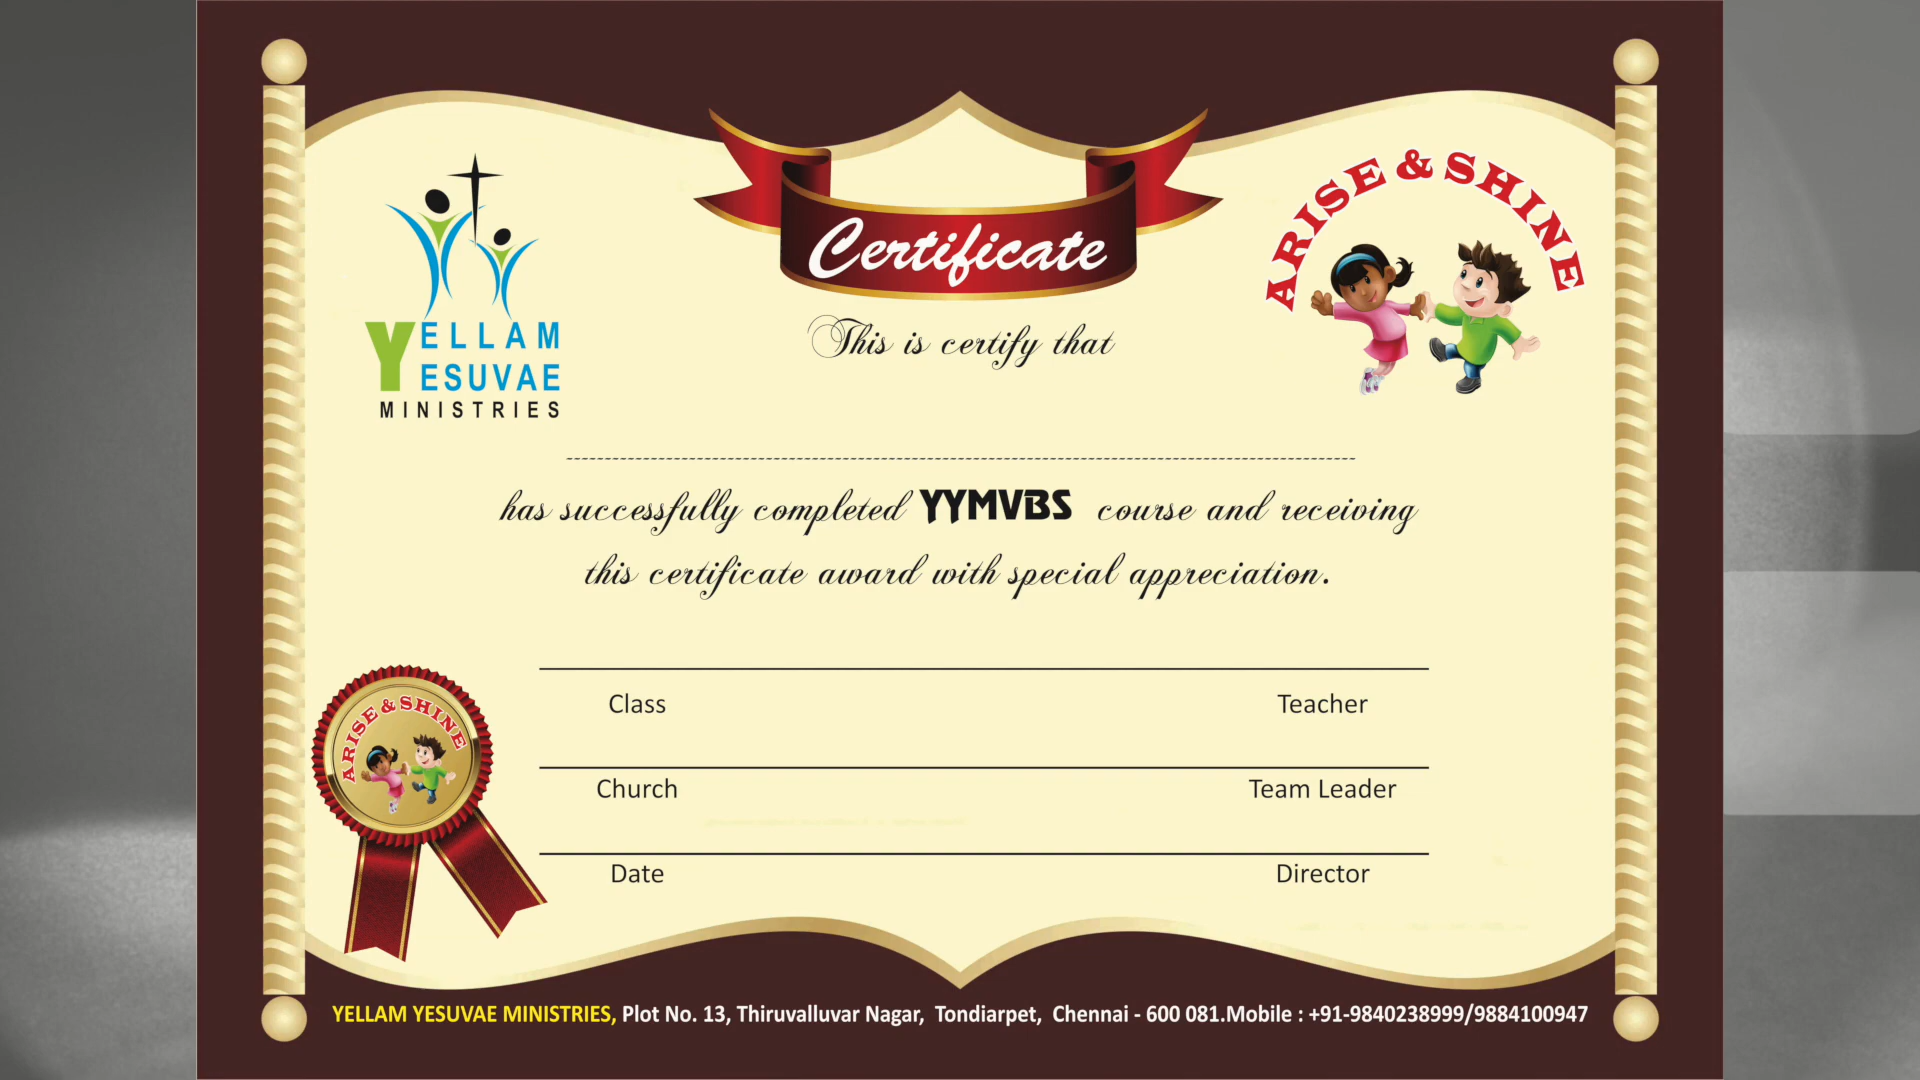 Certificate
ARISE & SHINE
YELLAM
YESUVAE
MINISTRIES
This is certify that
has successfully completed YYMVBS course and receiving
this certificate award with special appreciation.
ARISE & SHINE
Class Teacher
Church Team Leader
Date Director
YELLAM YESUVAE MINISTRIES, Plot No. 13, Thiruvalluvar Nagar, Tondiarpet, Chennai - 600 081.Mobile : +91-9840238999/9884100947